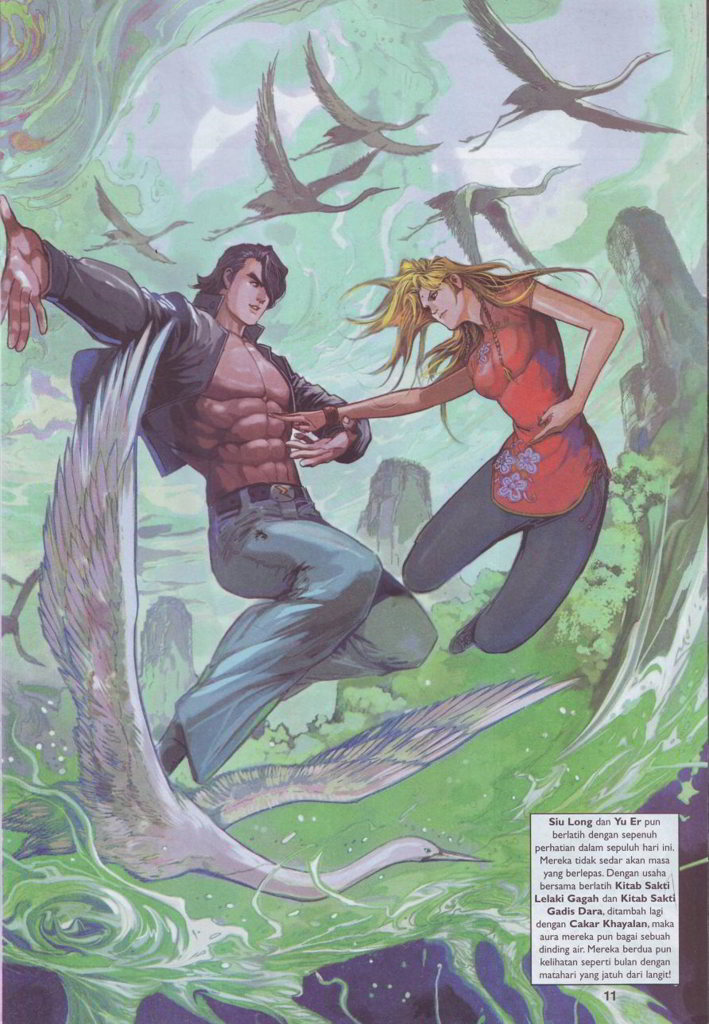 Siu Long dan Yu Er pun
berlatih dengan sepenuh
perhatian dalam sepuluh hari ini.
Mereka tidak sedar akan masa
yang berlepas. Dengan usaha
bersama berlatih Kitab Sakti
Lelaki Gagah dan Kitab Sakti
Gadis Dara, ditambah lagi
dengan Cakar Khayalan, maka
aura mereka pun bagai sebuah
dinding air. Mereka berdua pun
kelihatan seperti bulan dengan
matahari yang jatuh dari langit!
11